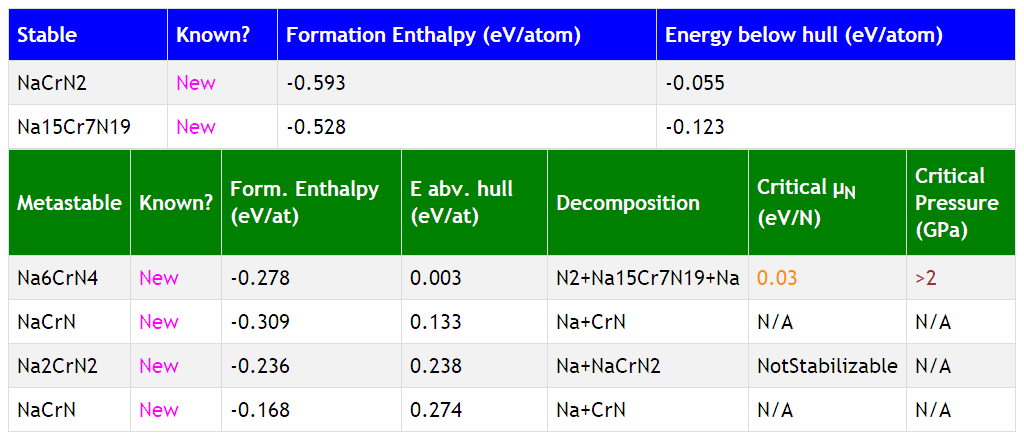 Stable Known? Formation Enthalpy (eV/atom) Energy below hull (eV/atom)
NaCrN2 New -0.593 -0.055
Na15Cr7N19 New -0.528 -0.123
Metastable Known? Form. Enthalpy (eV/at) E abv. hull (eV/at) Decomposition Critical μN (eV/N) Critical Pressure (GPa)
Na6CrN4 New -0.278 0.003 N2+Na15Cr7N19+Na 0.03 >2
NaCrN New -0.309 0.133 Na+CrN N/A N/A
Na2CrN2 New -0.236 0.238 Na+NaCrN2 NotStabilizable N/A
NaCrN New -0.168 0.274 Na+CrN N/A N/A